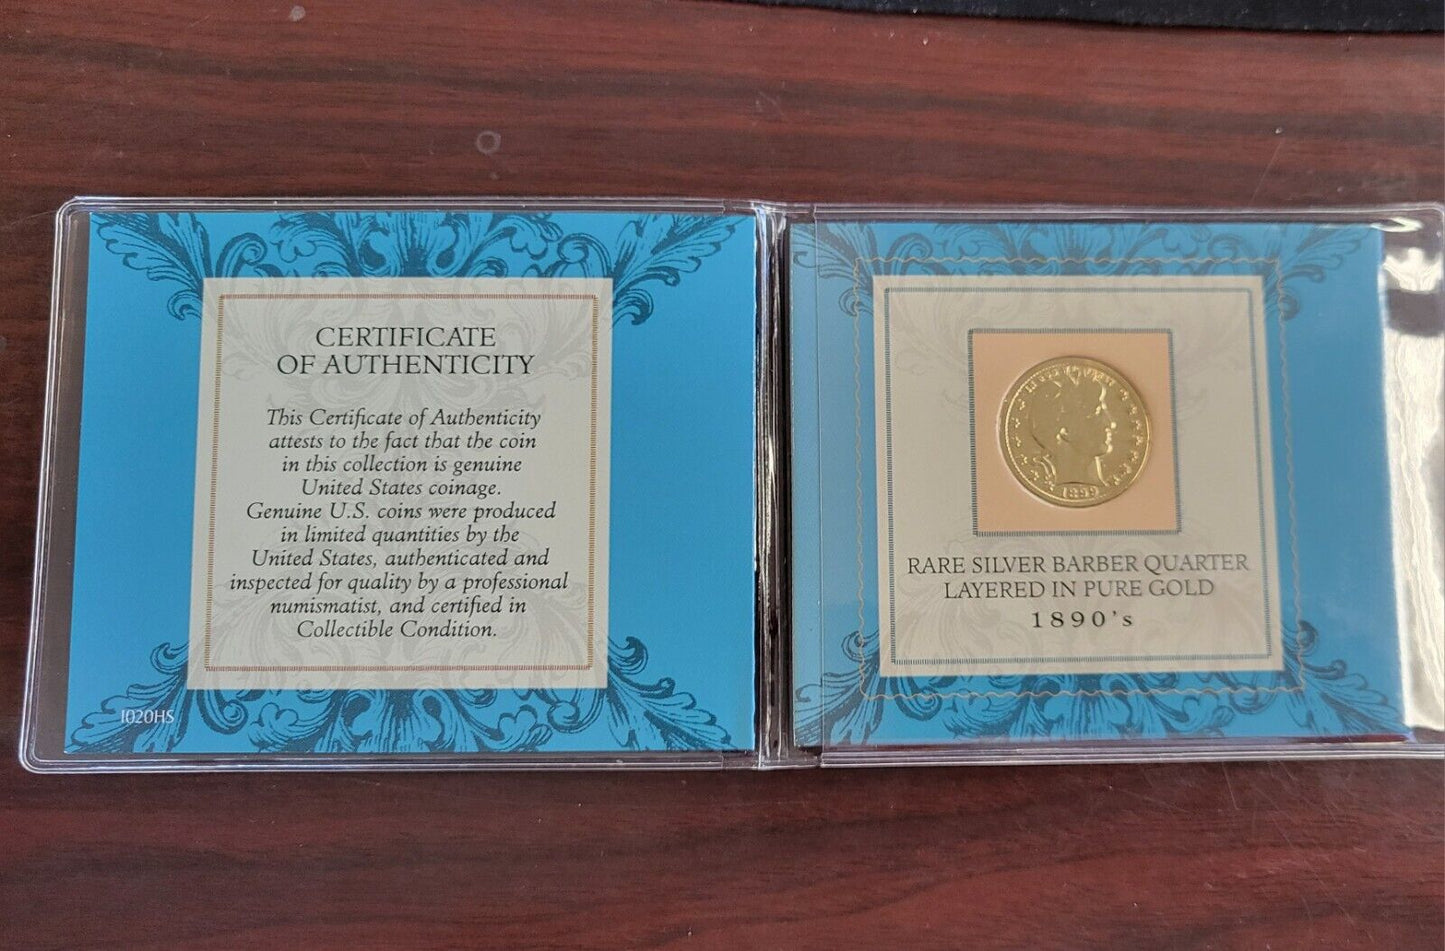 CERTIFICATE
OF AUTHENTICITY
This Certificate of Authenticity
attests to the fact that the coin
in this collection is genuine
United States coinage.
Genuine U.S. coins were produced
in limited quantities by the
United States, authenticated and
inspected for quality by a professional
numismatist, and certified in
Collectible Condition.
I020HS
1899
RARE SILVER BARBER QUARTER
LAYERED IN PURE GOLD
1890's